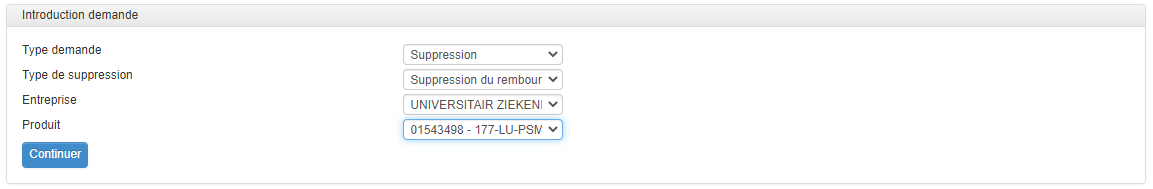 Introduction demande
Type demande Suppression
Type de suppression Suppression du rembour
Entreprise UNIVERSITAIR ZIEKEN
Produit 01543498 - 177-LU-PSM
Continuer